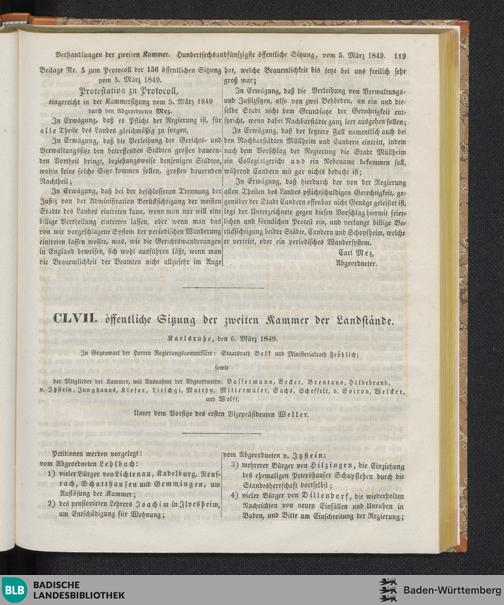 Verhandlungen der zweiten Kammer. Hundertsechsundfünfzigste öffentliche Sitzung, vom 5. März 1849. 119
Beilage Nr. 5 zum Protocoll der 156 öffentlichen Sitzung
vom 5. März 1849.
Protestation zu Protocoll,
eingereicht in der Kammersitzung vom 5. März 1849
durch den Abgeordneten Mez.
In Erwägung, daß es Pflicht der Regierung ist, für
alle Theile des Landes gleichmäßig zu sorgen,
In Erwägung, daß die Verleihung der Gerichts- und
Verwaltungssitze den betreffenden Städten großen dauern-
den Vortheil bringt, beziehungsweise denjenigen Städten,
wohin keine solche Sitze kommen sollen, großen dauernden
Nachtheil;
In Erwägung, daß bei der beschlossenen Trennung der
Justiz von der Administration Berücksichtigung der meisten
Städte des Landes eintreten kann, wenn man nur will eine
billige Vertheilung eintreten lassen, oder wenn man das
von mir vorgeschlagene System der periodischen Wanderung
eintreten lassen wollte, was, wie die Gerichtswanderungen
in England beweisen, sich wohl ausführen läßt, wenn man
die Bequemlichkeit der Beamten nicht allzusehr im Auge
hat, welche Bequemlichkeit bis jetzt bei uns freilich sehr
groß war;
In Erwägung, daß die Verleihung von Verwaltungs-
und Justizsitzen, also von zwei Behörden, an ein und die-
selbe Stadt nicht dem Grundsatze der Gerechtigkeit ent-
spricht, wenn dabei Nachbarstädte ganz leer ausgehen sollen;
In Erwägung, daß der letztere Fall namentlich auch bei
den Nachbarstädten Müllheim und Candern eintritt, indem
nach dem Vorschlag der Regierung die Stadt Müllheim
ein Collegialgericht und ein Nebenamt bekommen soll,
während Candern mit gar nichts bedacht ist;
In Erwägung, daß hierdurch der von der Regierung
allen Theilen des Landes pflichtschuldigen Gerechtigkeit, ge-
genüber der Stadt Candern offenbar nicht Genüge geleistet ist,
legt der Unterzeichnete gegen diesen Vorschlag hiermit feier-
lichen und förmlichen Protest ein, und verlangt billige Be-
rücksichtigung beider Städte, Candern und Schopfheim, welche
er vertritt, oder ein periodisches Wandersystem.
Carl Mez,
Abgeordneter.
CLVII. öffentliche Sitzung der zweiten Kammer der Landstände.
Karlsruhe, den 6. März 1849.
In Gegenwart der Herren Regierungscommissäre: Staatsrath Bekk und Ministerialrath Fröhlich;
sowie
der Mitglieder der Kammer, mit Ausnahme der Abgeordneten: Bassermann, Becker, Brentano, Hildebrand,
v. Itzstein, Junghanns, Kiefer, Litschgi, Mathy, Mittermaier, Sachs, Scheffelt, v. Soiron, Welcker,
und Wolff.
Unter dem Vorsitze des ersten Vizepräsidenten Weller.
Petitionen werden vorgelegt:
vom Abgeordneten Lehlbach:
1) vieler Bürger von Lichtenau, Kadelburg, Neuf-
rach, Schatthausen und Gemmingen, um
Auflösung der Kammer;
2) des pensionirten Lehrers Joachim in Ilvesheim,
um Entschädigung für Wohnung;
vom Abgeordneten v. Itzstein:
3) mehrerer Bürger von Hilzingen, die Einziehung
des ehemaligen Petershauser Schupflehen durch die
Standesherrschaft derselbst;
4) vieler Bürger von Dillendorf, die wiederholten
Nachrichten von neuen Einfällen und Unruhen in
Baden, und Bitte um Einschreitung der Regierung;
BLB
BADISCHE
LANDESBIBLIOTHEK
Baden-Württemberg